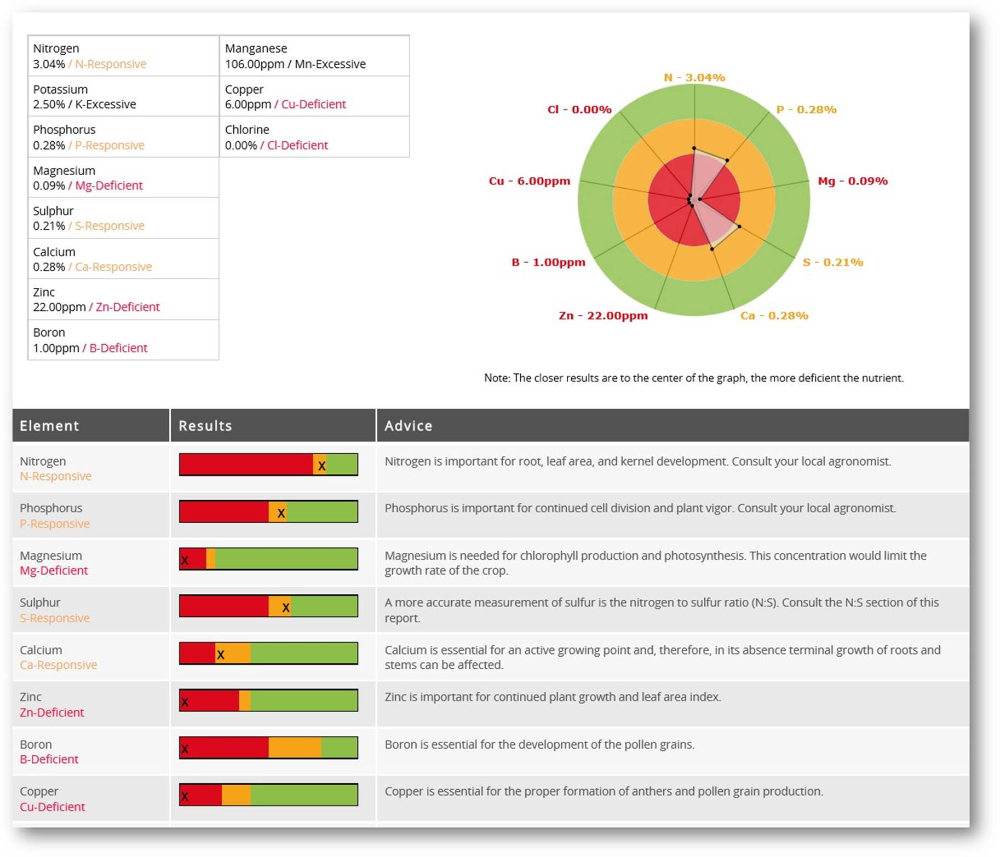 Nitrogen
3.04% / N-Responsive
Manganese
106.00ppm / Mn-Excessive
Potassium
2.50% / K-Excessive
Copper
6.00ppm / Cu-Deficient
Phosphorus
0.28% / P-Responsive
Chlorine
0.00% / Cl-Deficient
Magnesium
0.09% / Mg-Deficient
Sulphur
0.21% / S-Responsive
Calcium
0.28% / Ca-Responsive
Zinc
22.00ppm / Zn-Deficient
Boron
1.00ppm / B-Deficient
N - 3.04%
Cl - 0.00%
P - 0.28%
Cu - 6.00ppm
Mg - 0.09%
B - 1.00ppm
S - 0.21%
Zn - 22.00ppm
Ca - 0.28%
Note: The closer results are to the center of the graph, the more deficient the nutrient.
Element
Results
Advice
Nitrogen
N-Responsive
X
Nitrogen is important for root, leaf area, and kernel development. Consult your local agronomist.
Phosphorus
P-Responsive
X
Phosphorus is important for continued cell division and plant vigor. Consult your local agronomist.
Magnesium
Mg-Deficient
X
Magnesium is needed for chlorophyll production and photosynthesis. This concentration would limit the
growth rate of the crop.
Sulphur
S-Responsive
X
A more accurate measurement of sulfur is the nitrogen to sulfur ratio (N:S). Consult the N:S section of this
report.
Calcium
Ca-Responsive
X
Calcium is essential for an active growing point and, therefore, in its absence terminal growth of roots and
stems can be affected.
Zinc
Zn-Deficient
X
Zinc is important for continued plant growth and leaf area index.
Boron
B-Deficient
X
Boron is essential for the development of the pollen grains.
Copper
Cu-Deficient
X
Copper is essential for the proper formation of anthers and pollen grain production.